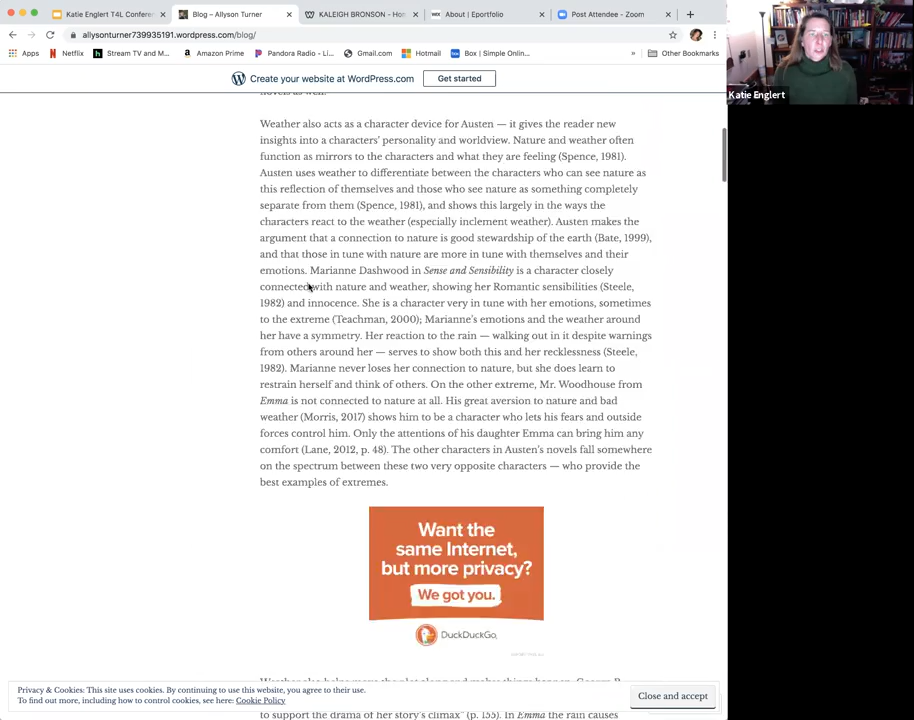 Katie Englert T4L Conferen
Blog – Allyson Turner
KALEIGH BRONSON – Hom
About | Eportfolio
Post Attendee - Zoom
allysonturner739935191.wordpress.com/blog/
Apps
Netflix
Stream TV and M...
Amazon Prime
Pandora Radio - Li...
Gmail.com
Hotmail
Box | Simple Onlin...
»
Other Bookmarks
Katie Englert
Create your website at WordPress.com
Get started
novels as well.
Weather also acts as a character device for Austen — it gives the reader new
insights into a characters' personality and worldview. Nature and weather often
function as mirrors to the characters and what they are feeling (Spence, 1981).
Austen uses weather to differentiate between the characters who can see nature as
this reflection of themselves and those who see nature as something completely
separate from them (Spence, 1981), and shows this largely in the ways the
characters react to the weather (especially inclement weather). Austen makes the
argument that a connection to nature is good stewardship of the earth (Bate, 1999),
and that those in tune with nature are more in tune with themselves and their
emotions. Marianne Dashwood in Sense and Sensibility is a character closely
connected with nature and weather, showing her Romantic sensibilities (Steele,
1982) and innocence. She is a character very in tune with her emotions, sometimes
to the extreme (Teachman, 2000); Marianne's emotions and the weather around
her have a symmetry. Her reaction to the rain — walking out in it despite warnings
from others around her — serves to show both this and her recklessness (Steele,
1982). Marianne never loses her connection to nature, but she does learn to
restrain herself and think of others. On the other extreme, Mr. Woodhouse from
Emma is not connected to nature at all. His great aversion to nature and bad
weather (Morris, 2017) shows him to be a character who lets his fears and outside
forces control him. Only the attentions of his daughter Emma can bring him any
comfort (Lane, 2012, p. 48). The other characters in Austen's novels fall somewhere
on the spectrum between these two very opposite characters — who provide the
best examples of extremes.
Want the
same Internet,
but more privacy?
We got you.
DuckDuckGo.
Privacy & Cookies: This site uses cookies. By continuing to use this website, you agree to their use.
To find out more, including how to control cookies, see here: Cookie Policy
Close and accept
to support the drama of her story's climax" (p. 155). In Emma the rain causes